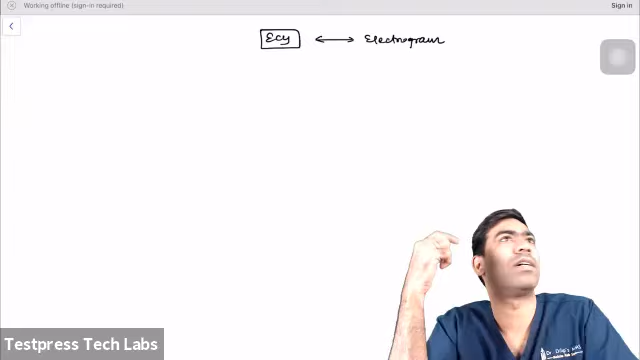 Working offline (sign-in required)
Sign in
Ecg ⟷ Electrogram
Testpress Tech Labs